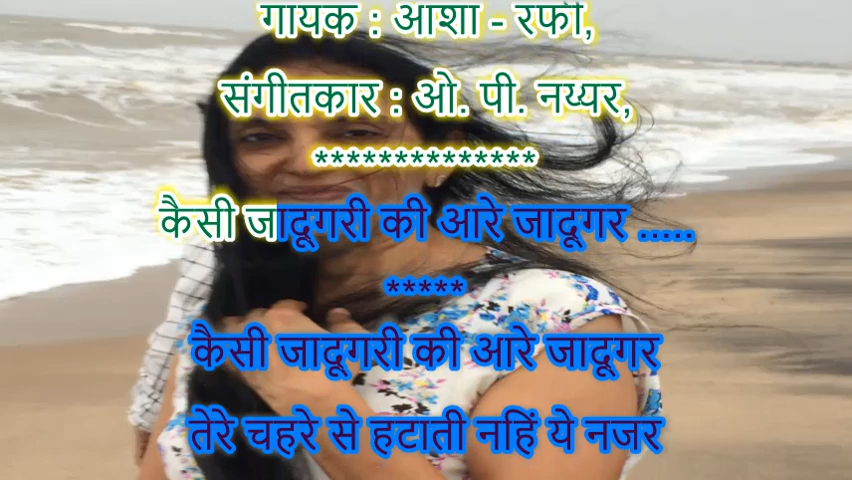 गायक : आशा - रफी,
संगीतकार : ओ. पी. नय्यर,
**************
कैसी जादूगरी की आरे जादूगर .....
*****
कैसी जादूगरी की आरे जादूगर
तेरे चहरे से हटाती नहिं ये नजर